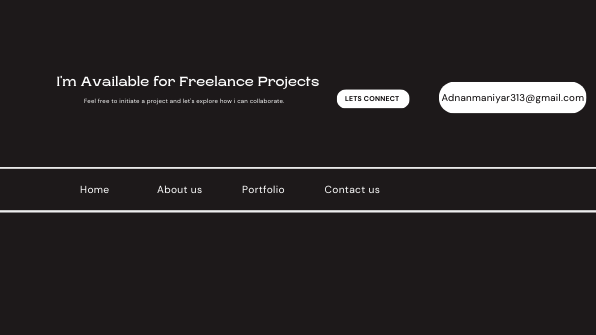 I'm Available for Freelance Projects
Feel free to initiate a project and let's explore how i can collaborate.
LETS CONNECT
Adnanmaniyar313@gmail.com
Home About us Portfolio Contact us